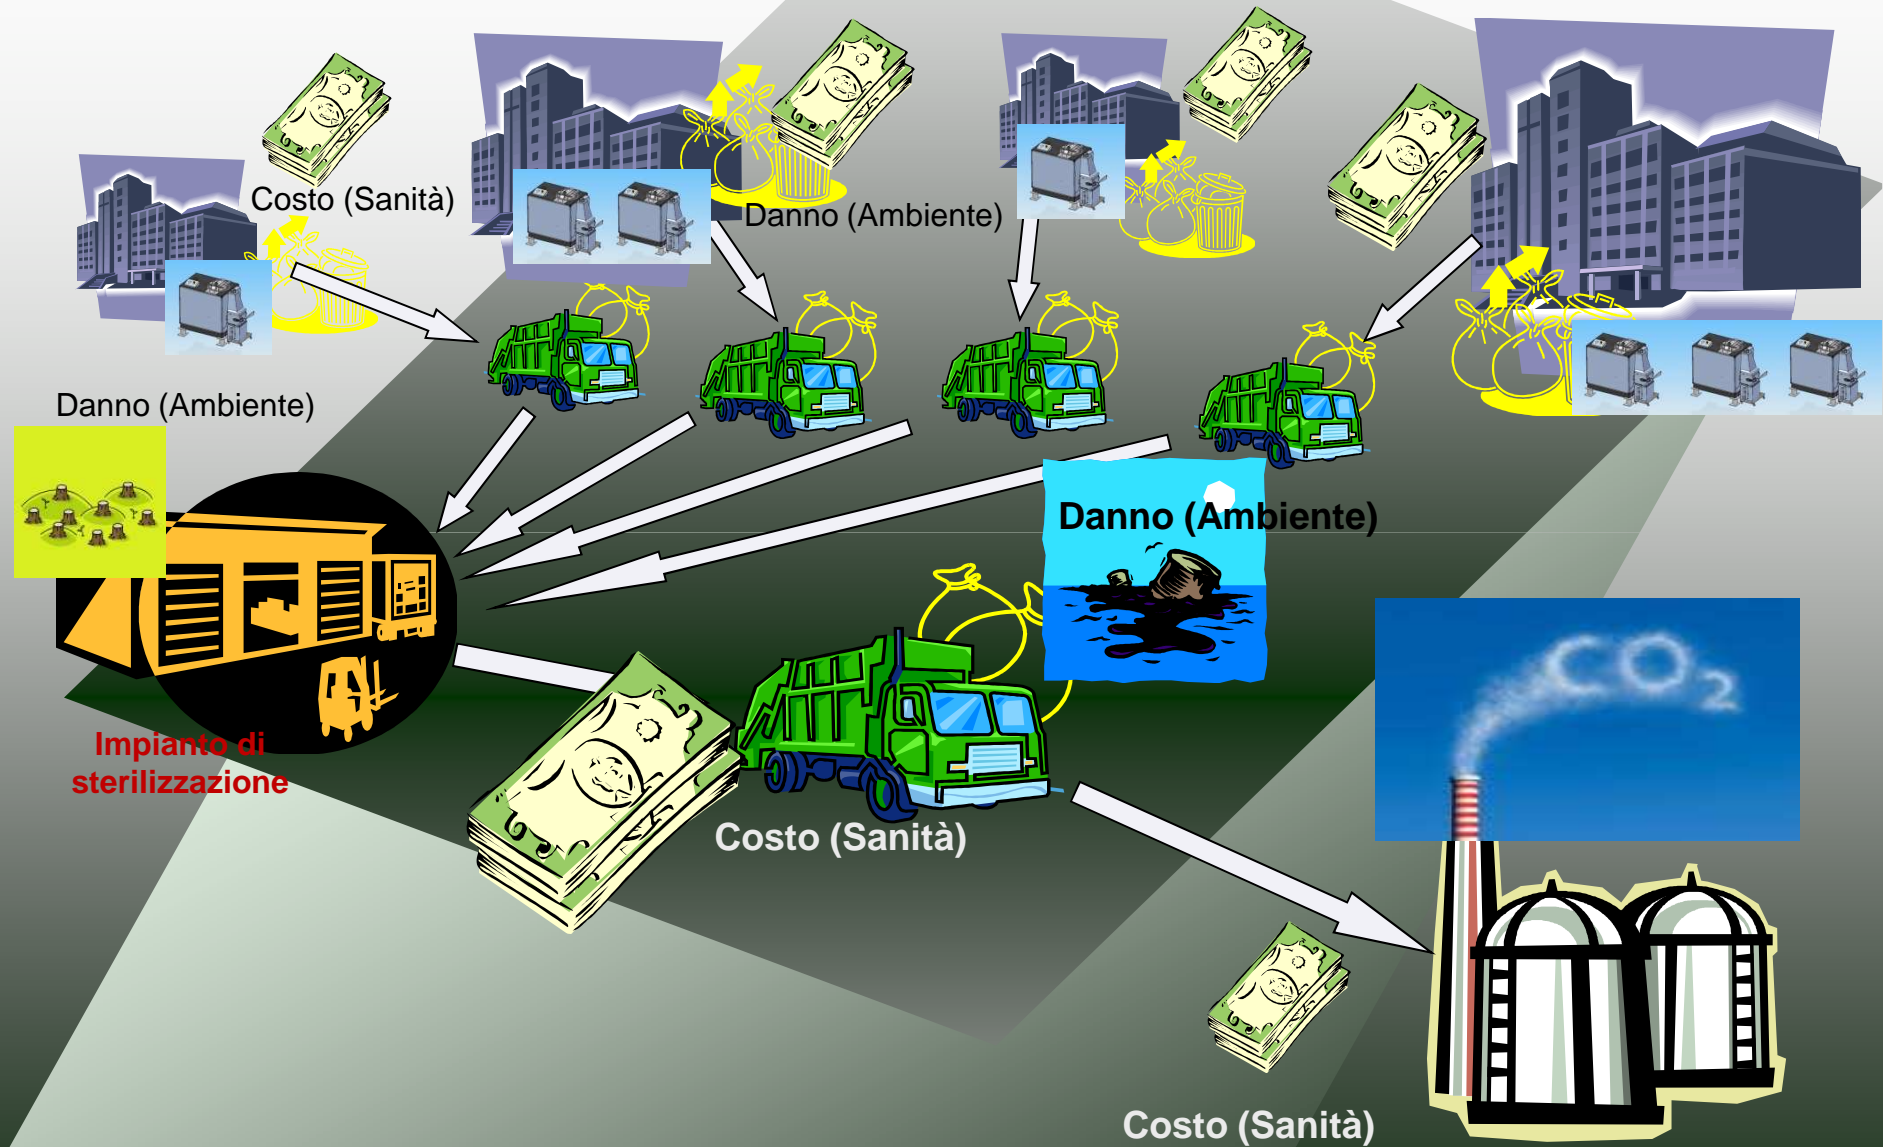 Costo (Sanità)
Danno (Ambiente)
Danno (Ambiente)
Danno (Ambiente)
CO2
Impianto di
sterilizzazione
Costo (Sanità)
Costo (Sanità)